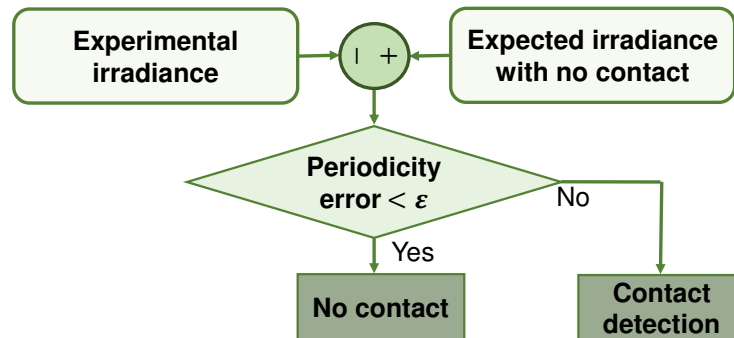 Experimental
irradiance
| +
Expected irradiance
with no contact
Periodicity
error < ε
No
Yes
No contact
Contact
detection